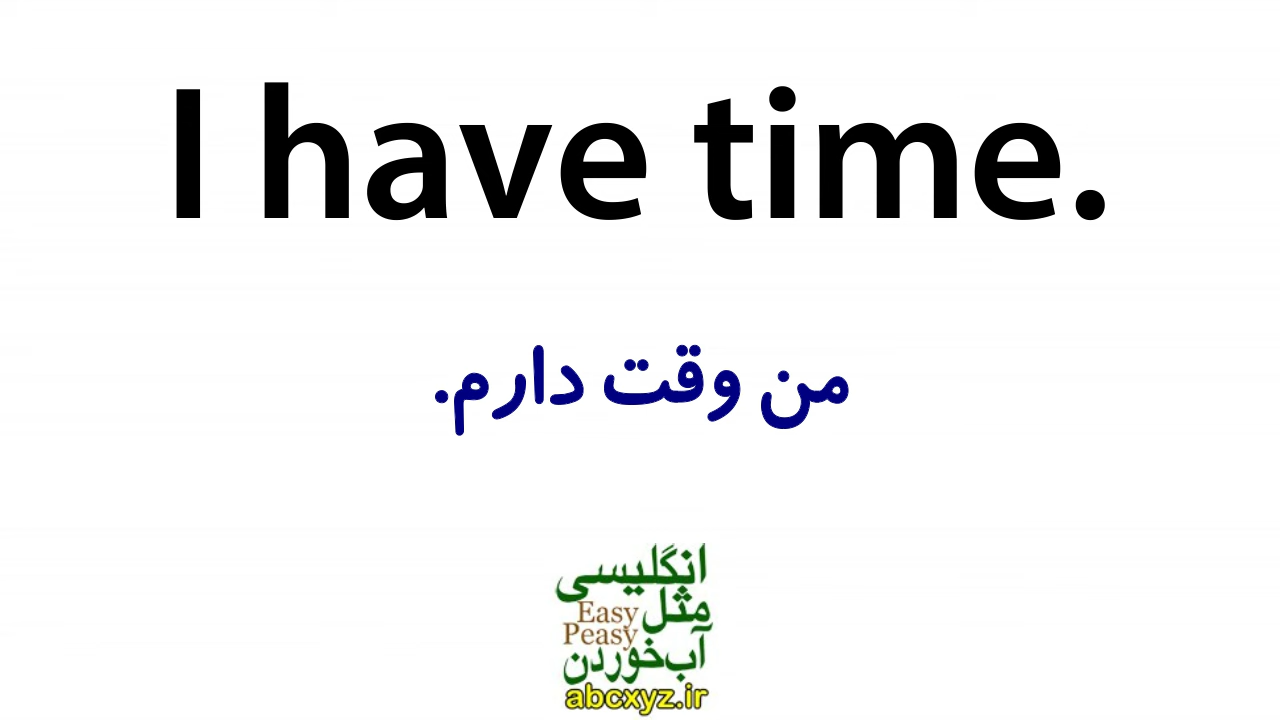 I have time.
من وقت دارم.
انگلیسی
مثل Easy
Peasy
آب‌خوردن
abcxyz.ir